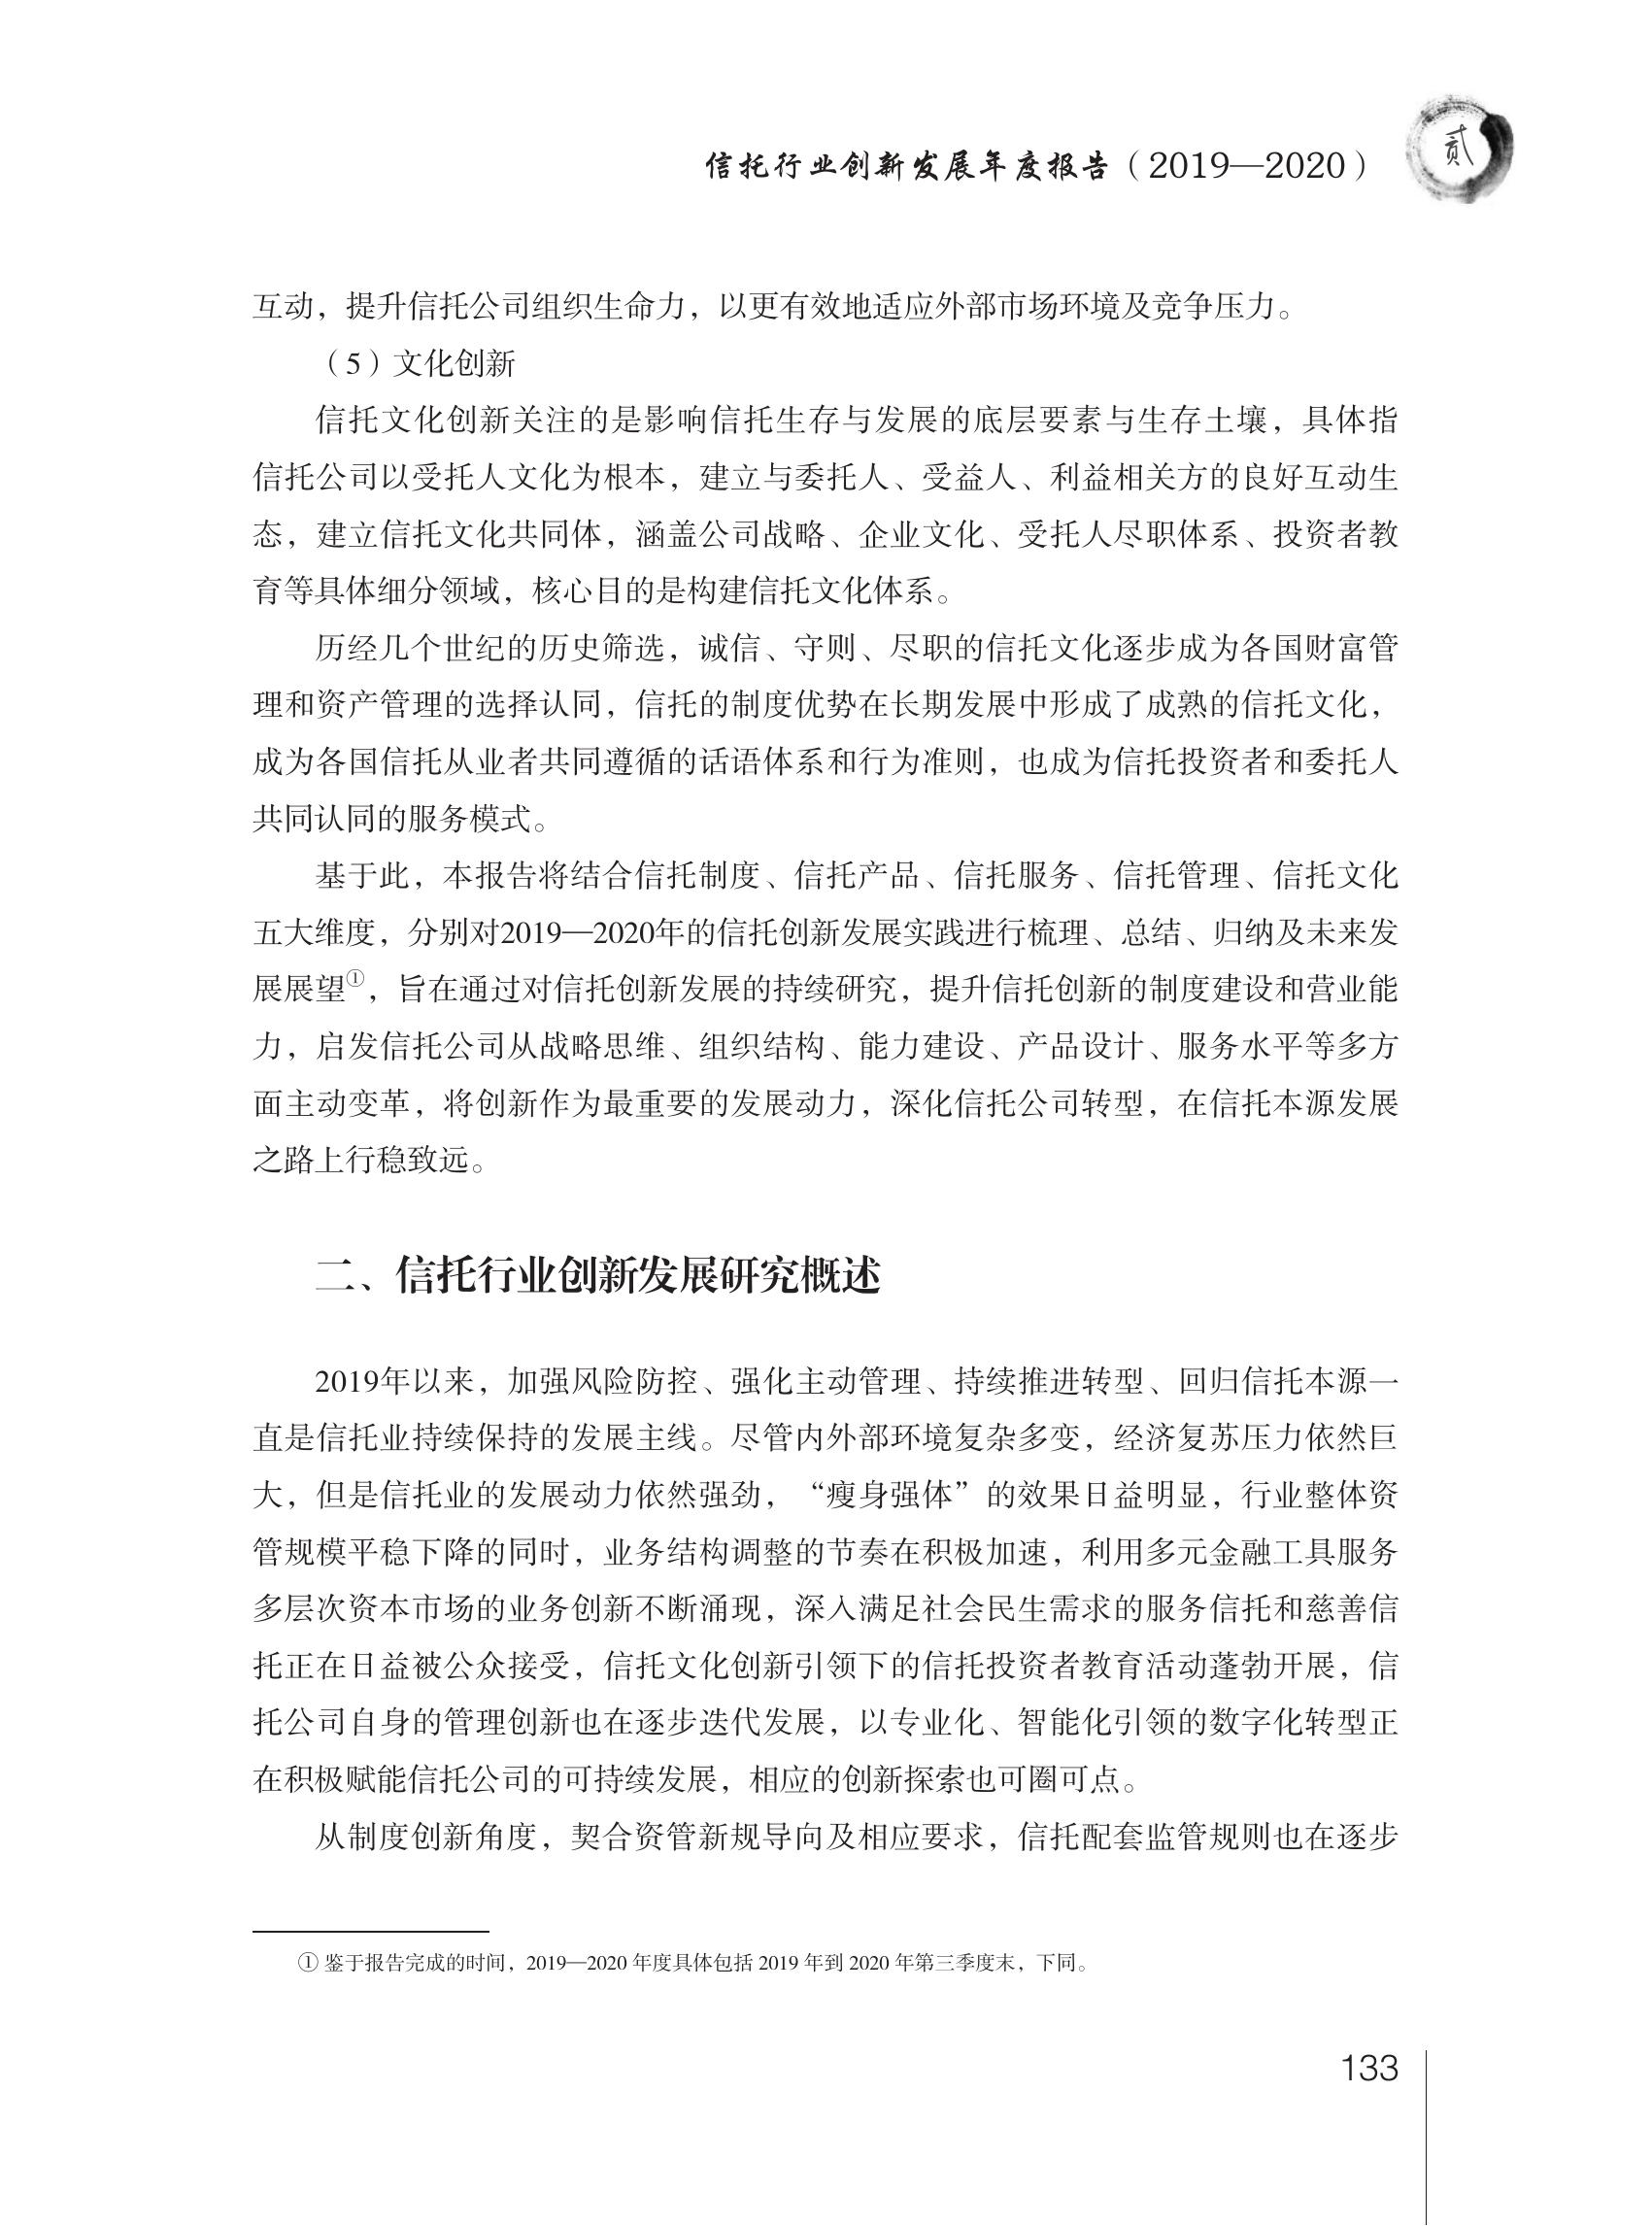 信托行业创新发展年度报告（2019—2020）
贰
互动，提升信托公司组织生命力，以更有效地适应外部市场环境及竞争压力。
（5）文化创新
信托文化创新关注的是影响信托生存与发展的底层要素与生存土壤，具体指
信托公司以受托人文化为根本，建立与委托人、受益人、利益相关方的良好互动生
态，建立信托文化共同体，涵盖公司战略、企业文化、受托人尽职体系、投资者教
育等具体细分领域，核心目的是构建信托文化体系。
历经几个世纪的历史筛选，诚信、守则、尽职的信托文化逐步成为各国财富管
理和资产管理的选择认同，信托的制度优势在长期发展中形成了成熟的信托文化，
成为各国信托从业者共同遵循的话语体系和行为准则，也成为信托投资者和委托人
共同认同的服务模式。
基于此，本报告将结合信托制度、信托产品、信托服务、信托管理、信托文化
五大维度，分别对2019—2020年的信托创新发展实践进行梳理、总结、归纳及未来发
展展望①，旨在通过对信托创新发展的持续研究，提升信托创新的制度建设和营业能
力，启发信托公司从战略思维、组织结构、能力建设、产品设计、服务水平等多方
面主动变革，将创新作为最重要的发展动力，深化信托公司转型，在信托本源发展
之路上行稳致远。
二、信托行业创新发展研究概述
2019年以来，加强风险防控、强化主动管理、持续推进转型、回归信托本源一
直是信托业持续保持的发展主线。尽管内外部环境复杂多变，经济复苏压力依然巨
大，但是信托业的发展动力依然强劲，“瘦身强体”的效果日益明显，行业整体资
管规模平稳下降的同时，业务结构调整的节奏在积极加速，利用多元金融工具服务
多层次资本市场的业务创新不断涌现，深入满足社会民生需求的服务信托和慈善信
托正在日益被公众接受，信托文化创新引领下的信托投资者教育活动蓬勃开展，信
托公司自身的管理创新也在逐步迭代发展，以专业化、智能化引领的数字化转型正
在积极赋能信托公司的可持续发展，相应的创新探索也可圈可点。
从制度创新角度，契合资管新规导向及相应要求，信托配套监管规则也在逐步
① 鉴于报告完成的时间，2019—2020 年度具体包括 2019 年到 2020 年第三季度末，下同。
133